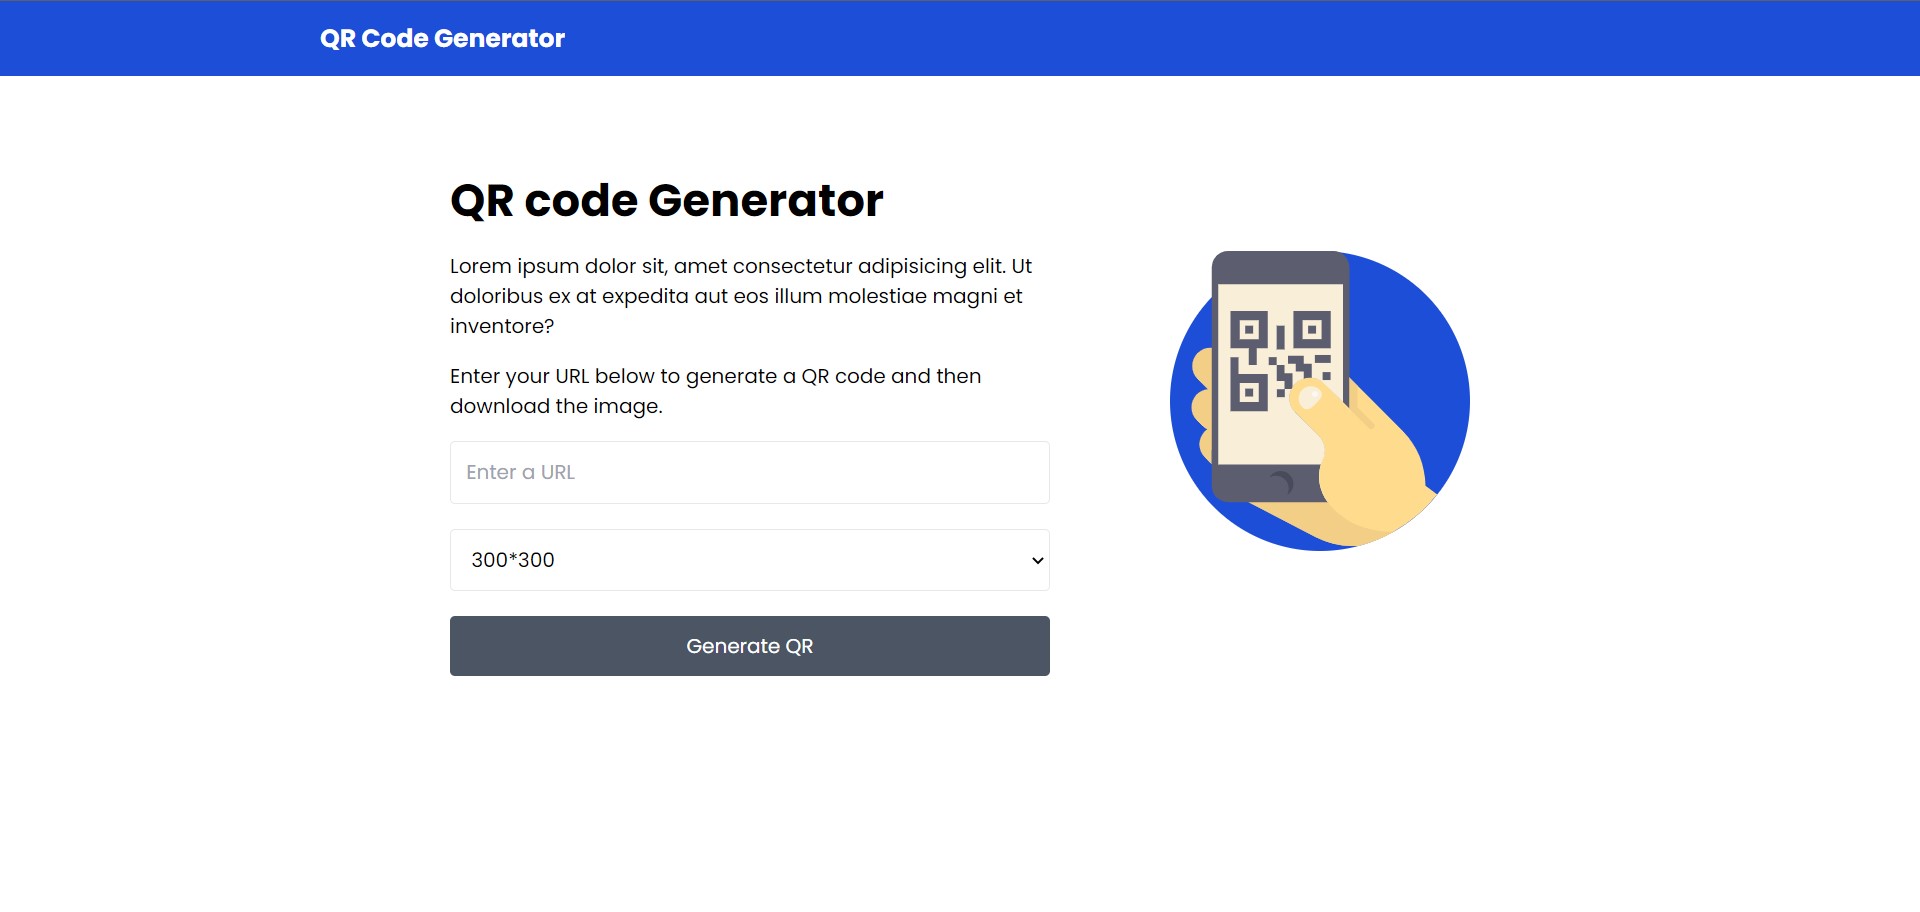 QR Code Generator
QR code Generator
Lorem ipsum dolor sit, amet consectetur adipisicing elit. Ut
doloribus ex at expedita aut eos illum molestiae magni et
inventore?
Enter your URL below to generate a QR code and then
download the image.
Enter a URL
300*300
Generate QR